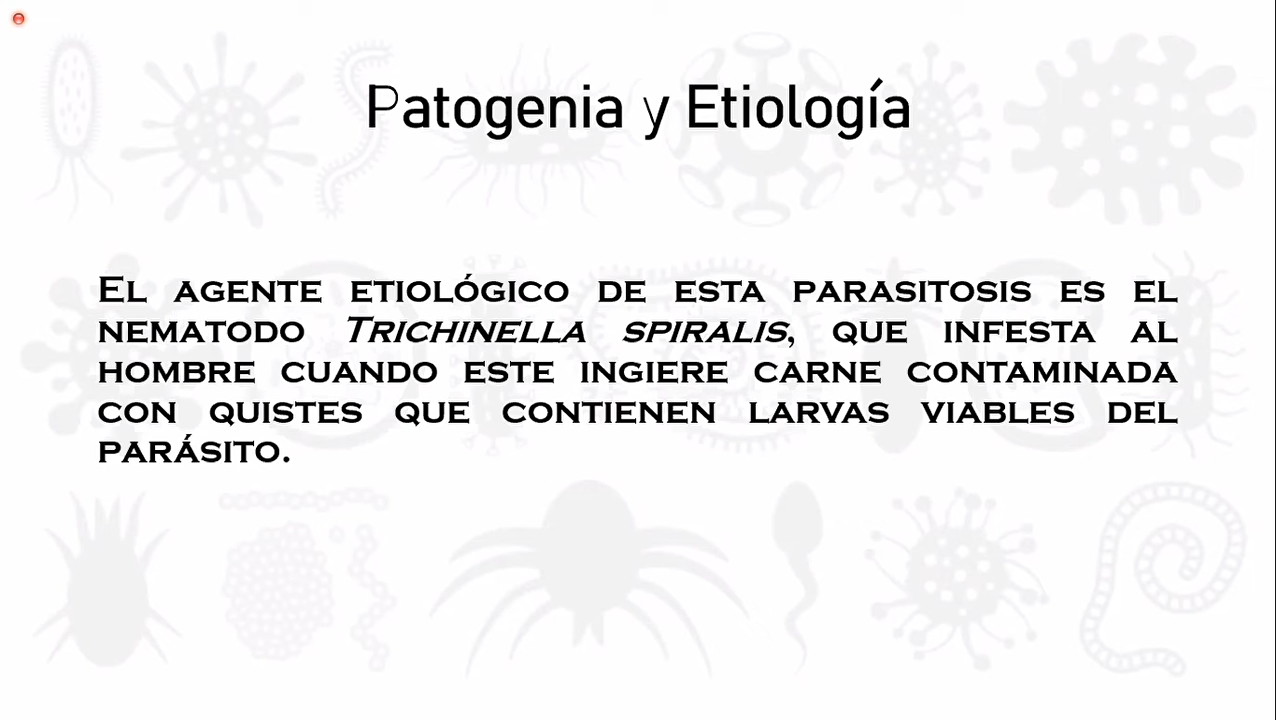 Patogenia y Etiología
El agente etiológico de esta parasitosis es el
nematodo Trichinella spiralis, que infesta al
hombre cuando este ingiere carne contaminada
con quistes que contienen larvas viables del
parásito.